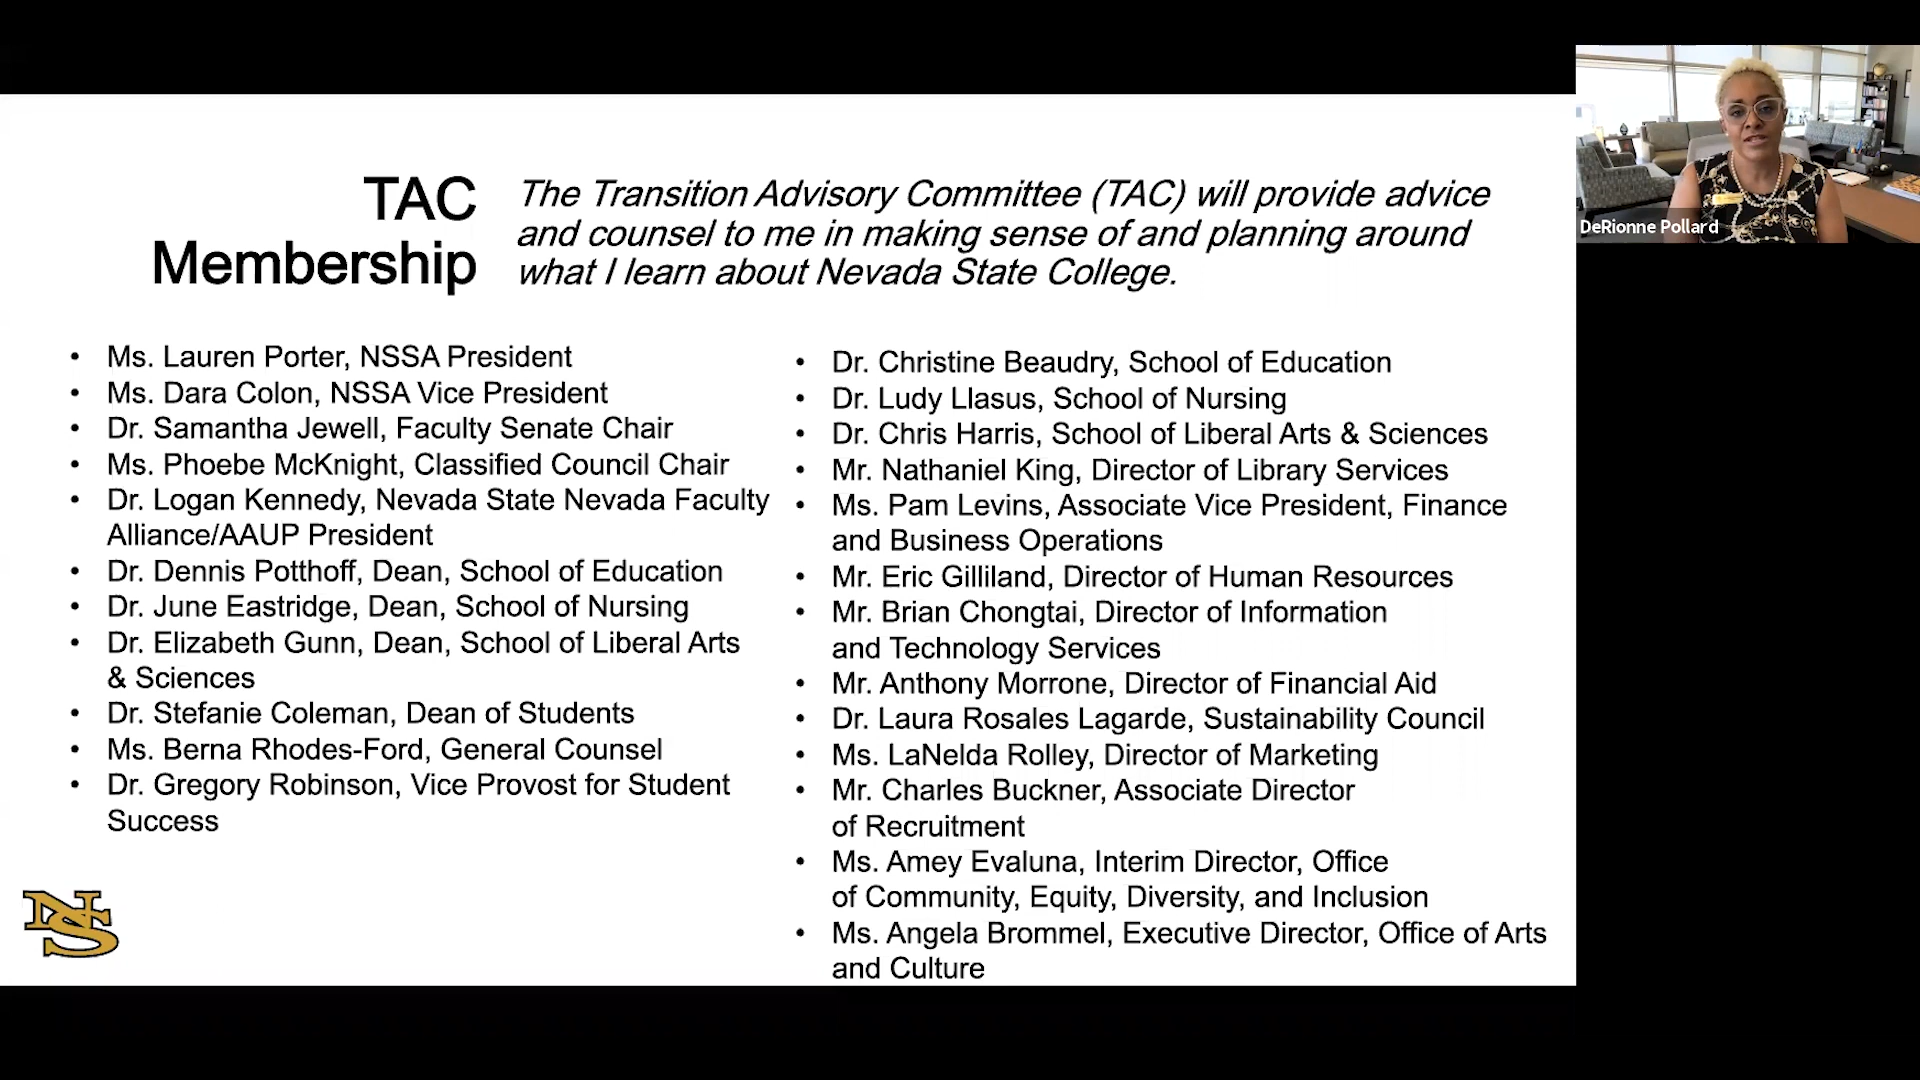 TAC
Membership
The Transition Advisory Committee (TAC) will provide advice
and counsel to me in making sense of and planning around
what I learn about Nevada State College.
• Ms. Lauren Porter, NSSA President
• Ms. Dara Colon, NSSA Vice President
• Dr. Samantha Jewell, Faculty Senate Chair
• Ms. Phoebe McKnight, Classified Council Chair
• Dr. Logan Kennedy, Nevada State Nevada Faculty
Alliance/AAUP President
• Dr. Dennis Potthoff, Dean, School of Education
• Dr. June Eastridge, Dean, School of Nursing
• Dr. Elizabeth Gunn, Dean, School of Liberal Arts
& Sciences
• Dr. Stefanie Coleman, Dean of Students
• Ms. Berna Rhodes-Ford, General Counsel
• Dr. Gregory Robinson, Vice Provost for Student
Success
• Dr. Christine Beaudry, School of Education
• Dr. Ludy Llasus, School of Nursing
• Dr. Chris Harris, School of Liberal Arts & Sciences
• Mr. Nathaniel King, Director of Library Services
• Ms. Pam Levins, Associate Vice President, Finance
and Business Operations
• Mr. Eric Gilliland, Director of Human Resources
• Mr. Brian Chongtai, Director of Information
and Technology Services
• Mr. Anthony Morrone, Director of Financial Aid
• Dr. Laura Rosales Lagarde, Sustainability Council
• Ms. LaNelda Rolley, Director of Marketing
• Mr. Charles Buckner, Associate Director
of Recruitment
• Ms. Amey Evaluna, Interim Director, Office
of Community, Equity, Diversity, and Inclusion
• Ms. Angela Brommel, Executive Director, Office of Arts
and Culture
NS
DeRionne Pollard